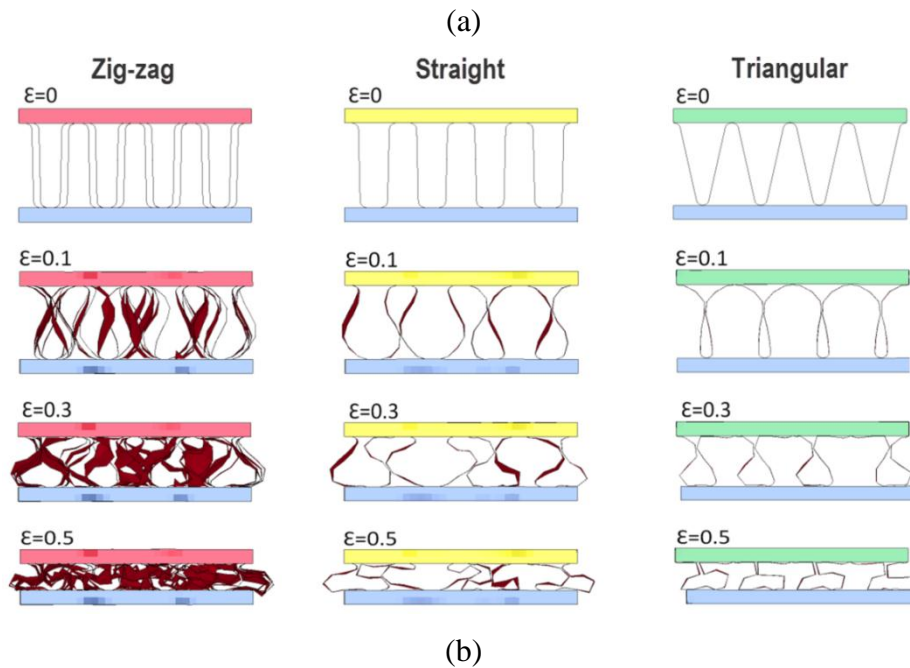 (a)
Zig-zag Straight Triangular
Ɛ=0 Ɛ=0 Ɛ=0
Ɛ=0.1 Ɛ=0.1 Ɛ=0.1
Ɛ=0.3 Ɛ=0.3 Ɛ=0.3
Ɛ=0.5 Ɛ=0.5 Ɛ=0.5
(b)